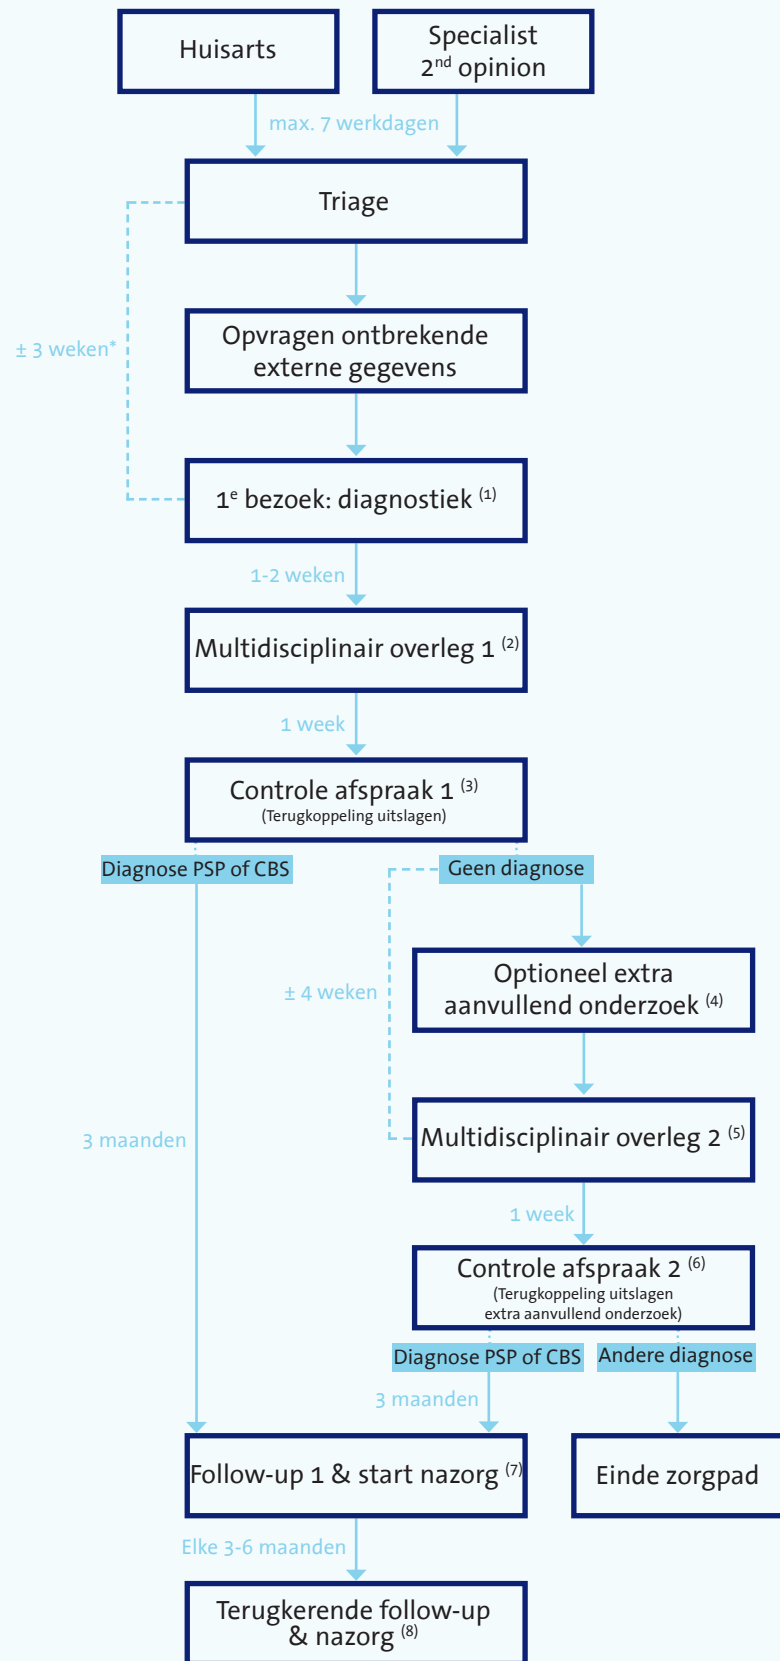 Huisarts
Specialist
2nd opinion
max. 7 werkdagen
Triage
± 3 weken*
Opvragen ontbrekende
externe gegevens
1e bezoek: diagnostiek (1)
1-2 weken
Multidisciplinair overleg 1 (2)
1 week
Controle afspraak 1 (3)
(Terugkoppeling uitslagen)
Diagnose PSP of CBS
Geen diagnose
± 4 weken
Optioneel extra
aanvullend onderzoek (4)
3 maanden
Multidisciplinair overleg 2 (5)
1 week
Controle afspraak 2 (6)
(Terugkoppeling uitslagen
extra aanvullend onderzoek)
Diagnose PSP of CBS
Andere diagnose
3 maanden
Follow-up 1 & start nazorg (7)
Einde zorgpad
Elke 3-6 maanden
Terugkerende follow-up
& nazorg (8)